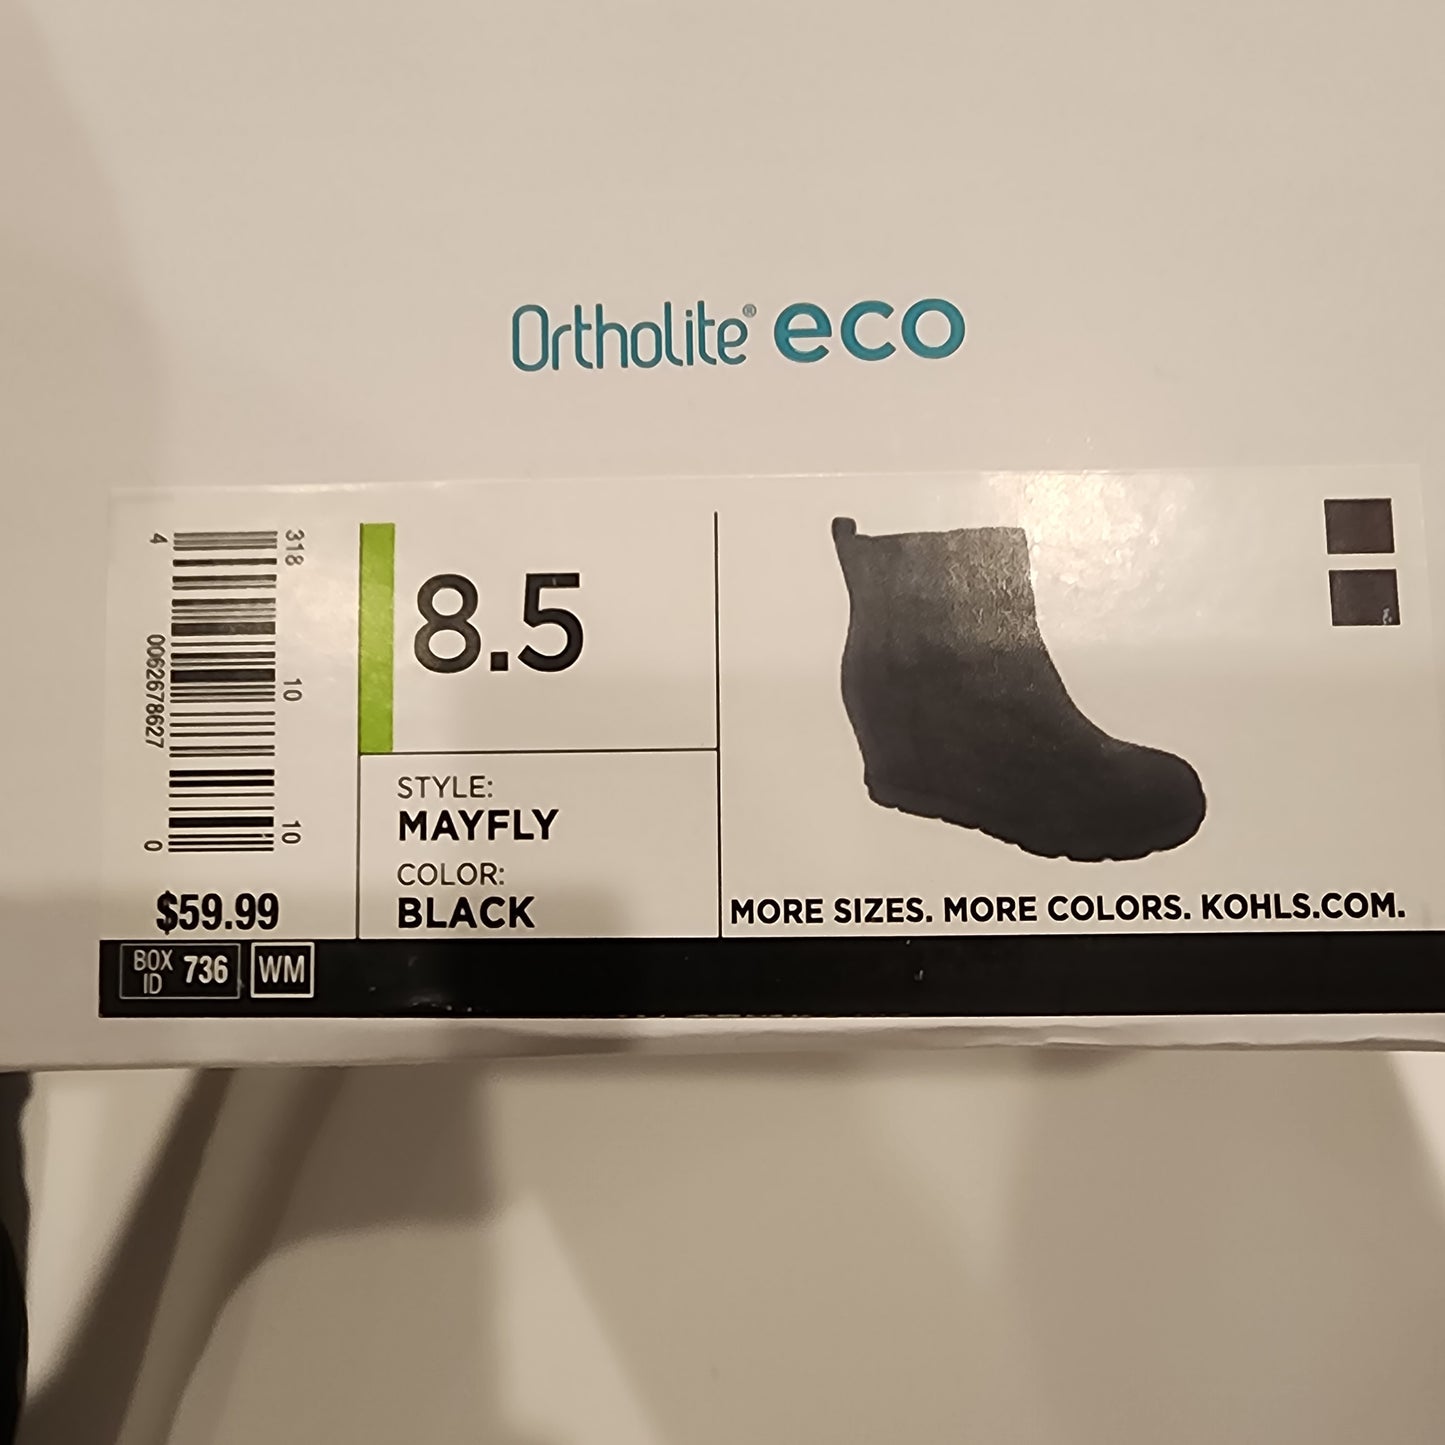 Ortholite® eco
4 0062678627 0
318 10 10
8.5
STYLE:
MAYFLY
COLOR:
BLACK
$59.99
MORE SIZES. MORE COLORS. KOHLS.COM.
BOX ID 736 WM